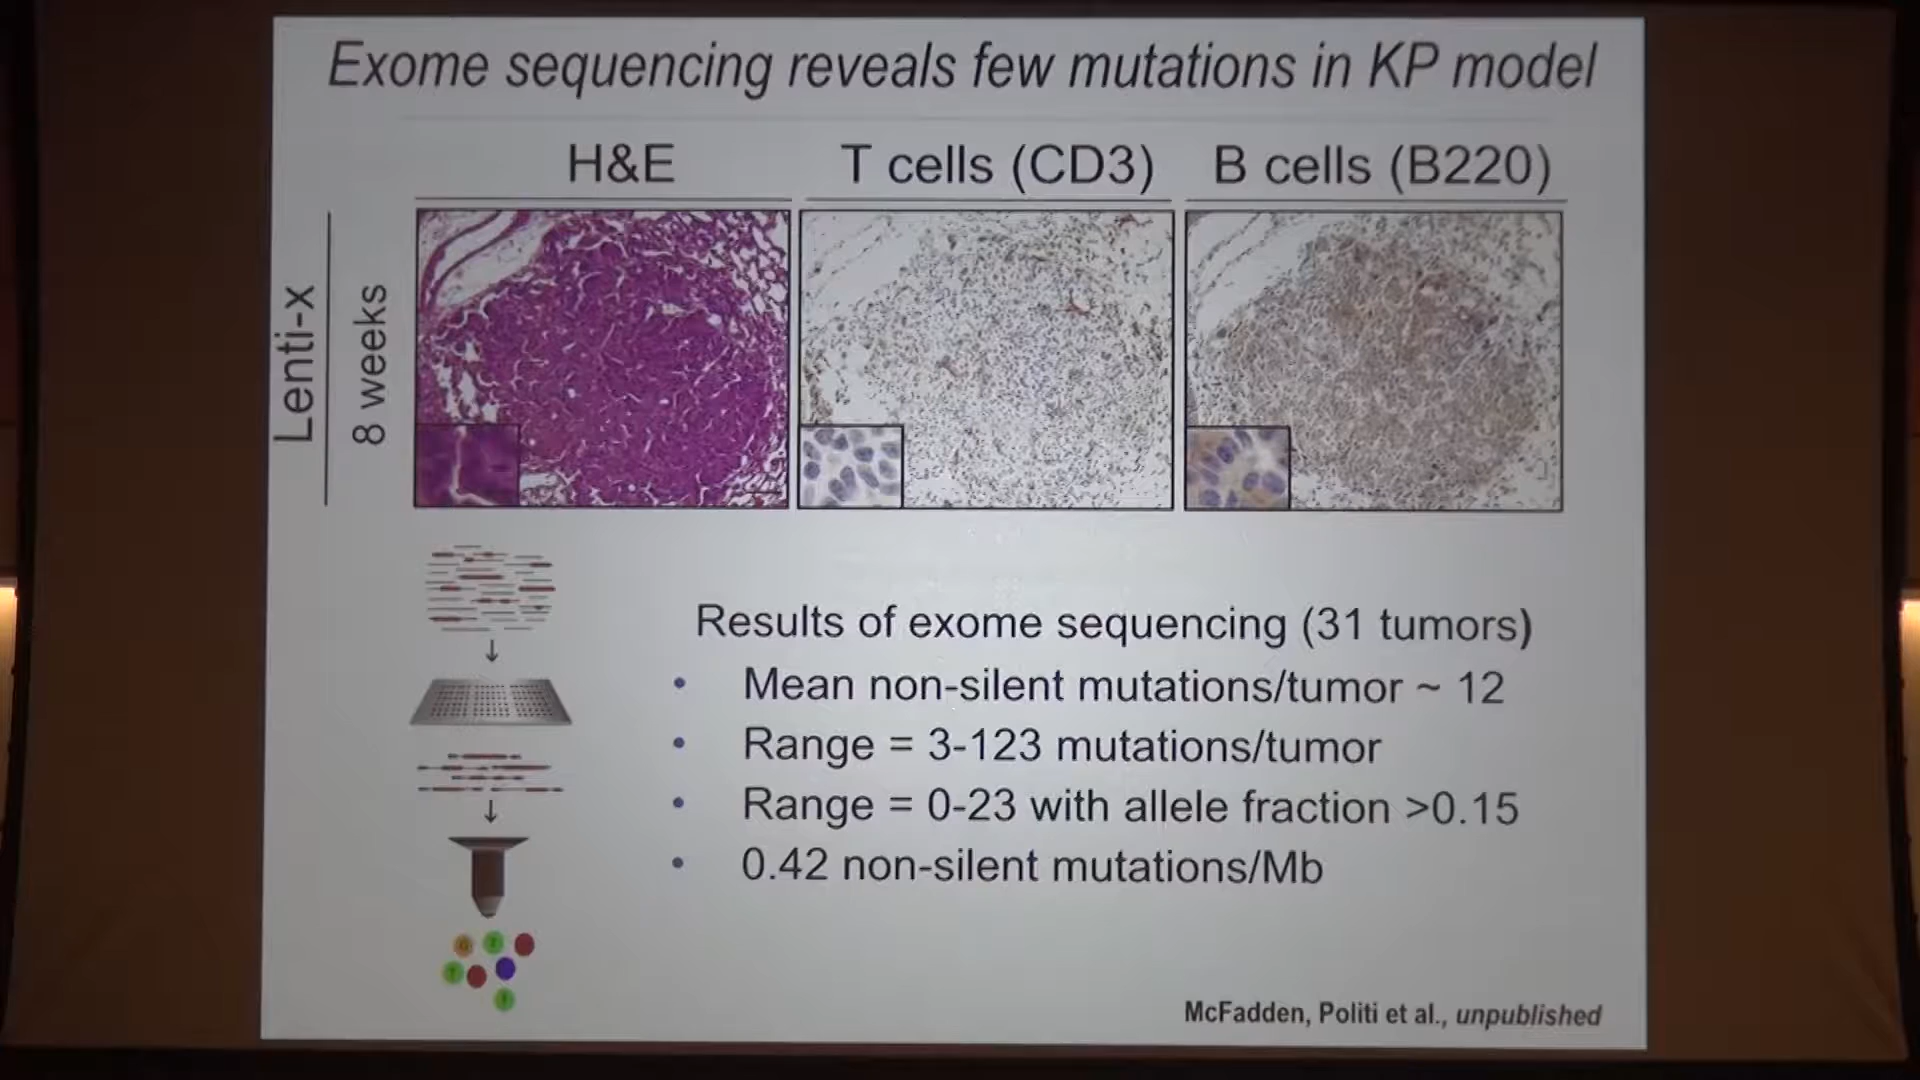 Exome sequencing reveals few mutations in KP model
H&E
T cells (CD3)
B cells (B220)
Lenti-x
8 weeks
Results of exome sequencing (31 tumors)
• Mean non-silent mutations/tumor ~ 12
• Range = 3-123 mutations/tumor
• Range = 0-23 with allele fraction >0.15
• 0.42 non-silent mutations/Mb
G T
T
McFadden, Politi et al., unpublished